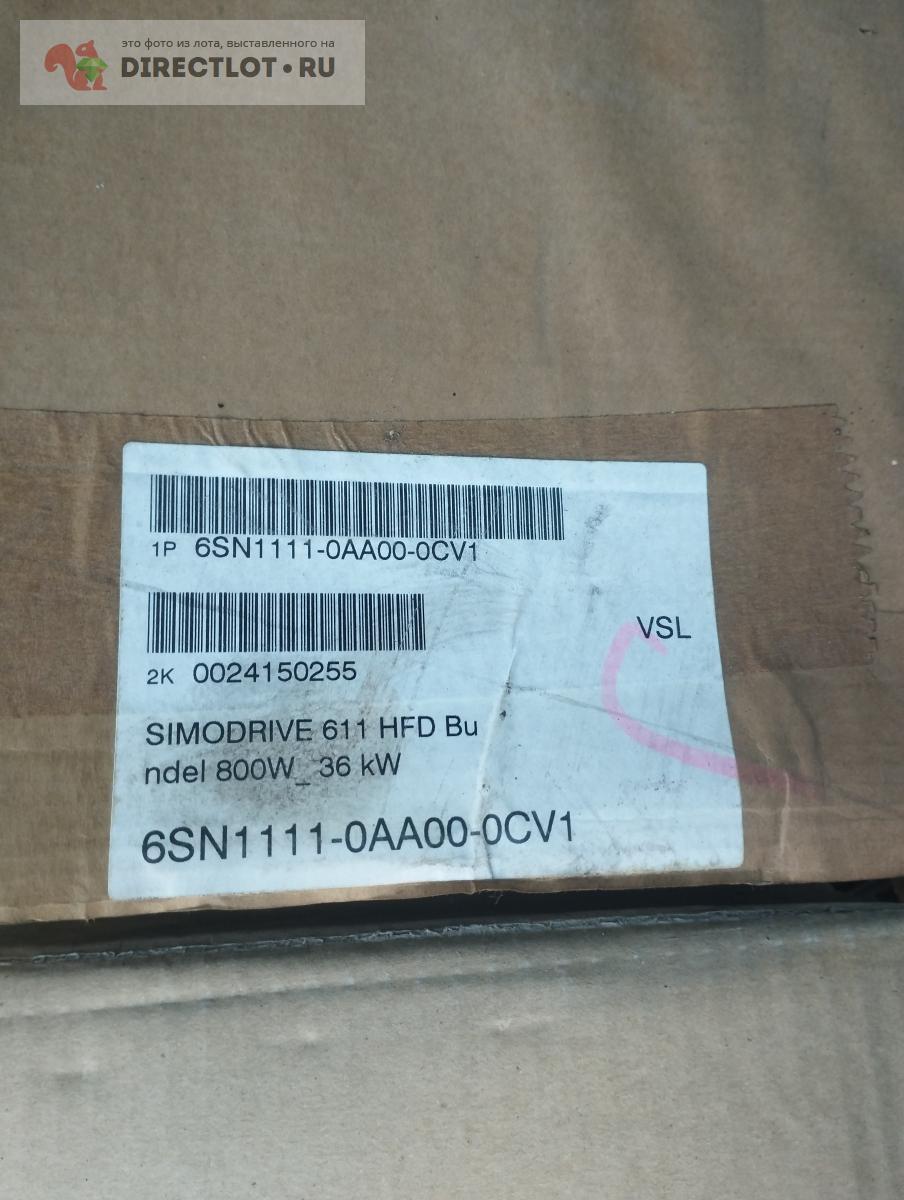 это фото из лота, выставленного на
DIRECTLOT•RU
1P 6SN1111-0AA00-0CV1
2K 0024150255
VSL
SIMODRIVE 611 HFD Bu
ndel 800W_ 36 kW
6SN1111-0AA00-0CV1